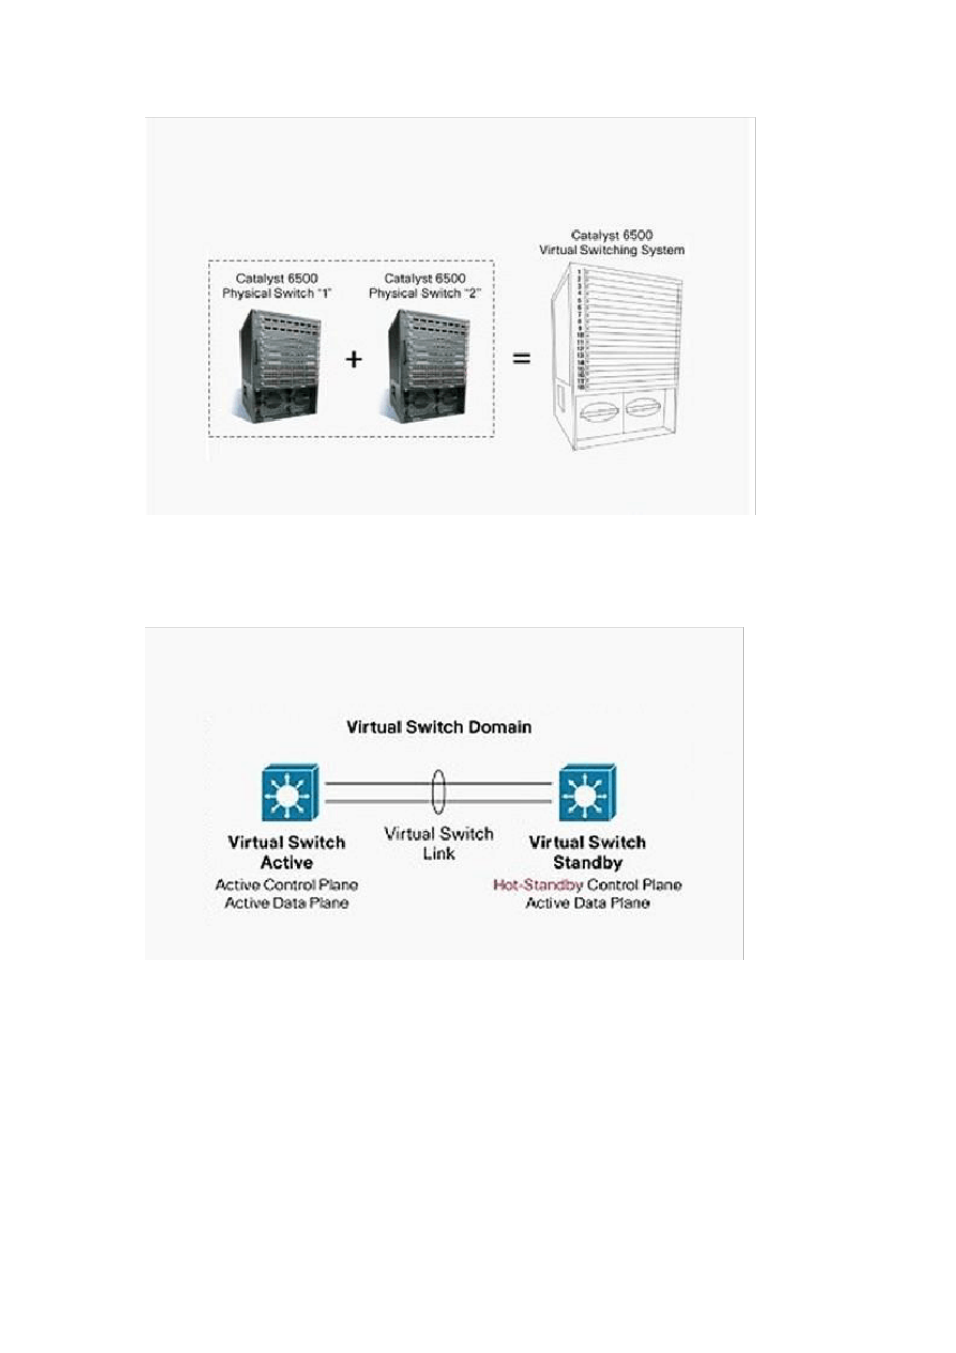 Catalyst 6500
Virtual Switching System
Catalyst 6500
Physical Switch "1"
Catalyst 6500
Physical Switch "2"
+
=
1
2
3
4
5
6
7
8
9
10
11
12
13
14
15
16
17
18
Virtual Switch Domain
Virtual Switch
Active
Active Control Plane
Active Data Plane
Virtual Switch
Link
Virtual Switch
Standby
Hot-Standby Control Plane
Active Data Plane